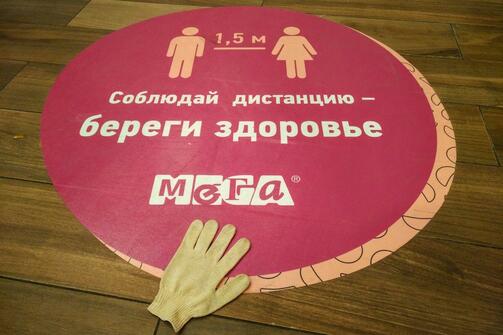 1,5 м
Соблюдай дистанцию –
береги здоровье
МеГА®